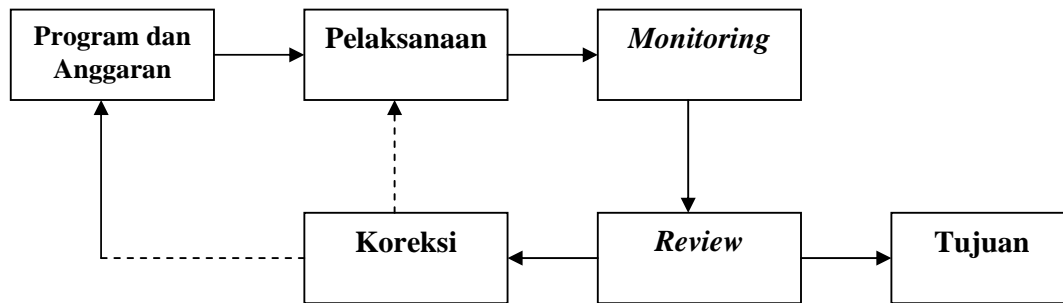 Program dan
Anggaran
Pelaksanaan
Monitoring
Koreksi
Review
Tujuan